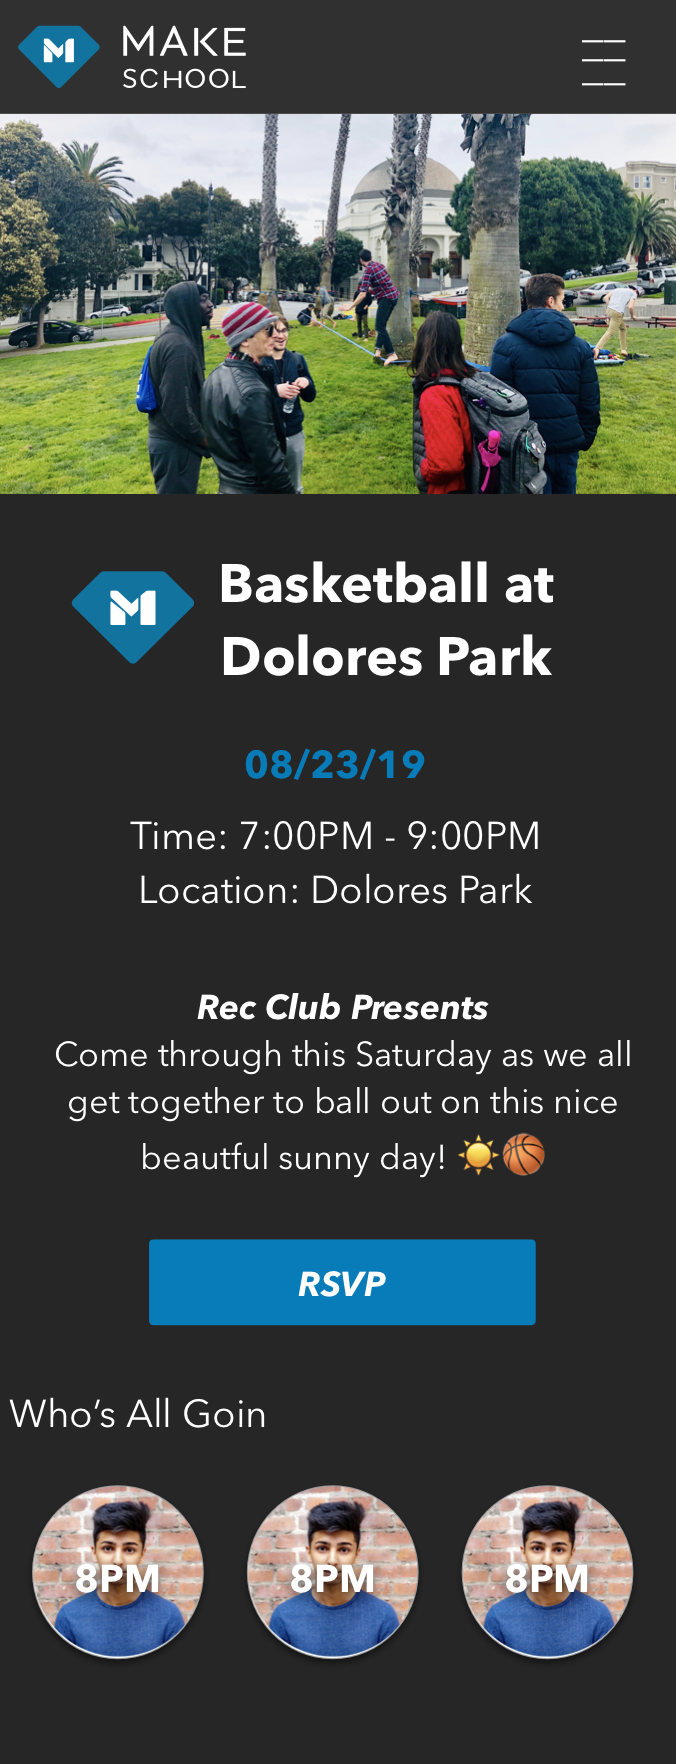 MAKE
SCHOOL
Basketball at
Dolores Park
08/23/19
Time: 7:00PM - 9:00PM
Location: Dolores Park
Rec Club Presents
Come through this Saturday as we all
get together to ball out on this nice
beautful sunny day! ☀️🏀
RSVP
Who’s All Goin
8PM 8PM 8PM